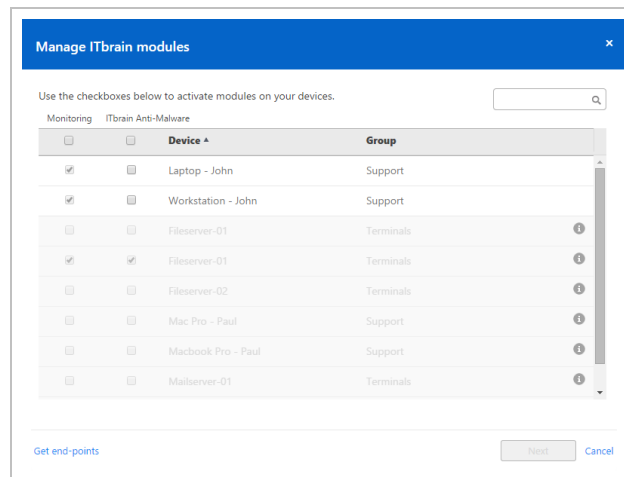 Manage ITbrain modules ×
Use the checkboxes below to activate modules on your devices.
Monitoring ITbrain Anti-Malware
Device Group
Laptop - John Support
Workstation - John Support
Fileserver-01 Terminals
Fileserver-01 Terminals
Fileserver-02 Terminals
Mac Pro - Paul Support
Macbook Pro - Paul Support
Mailserver-01 Terminals
Get end-points Next Cancel